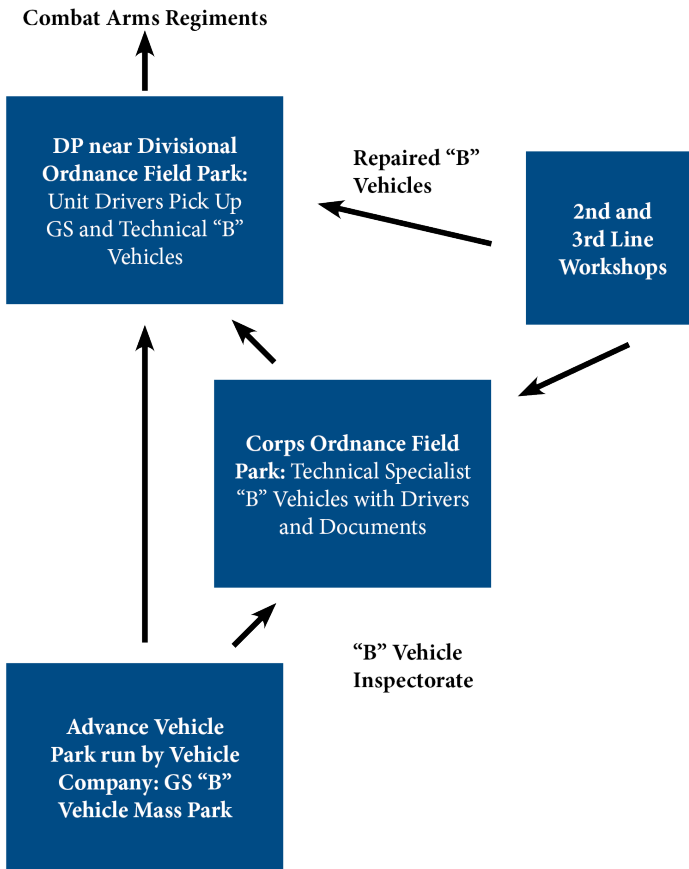 Combat Arms Regiments
DP near Divisional
Ordnance Field Park:
Unit Drivers Pick Up
GS and Technical “B”
Vehicles
Repaired “B”
Vehicles
2nd and
3rd Line
Workshops
Corps Ordnance Field
Park: Technical Specialist
“B” Vehicles with Drivers
and Documents
“B” Vehicle
Inspectorate
Advance Vehicle
Park run by Vehicle
Company: GS “B”
Vehicle Mass Park